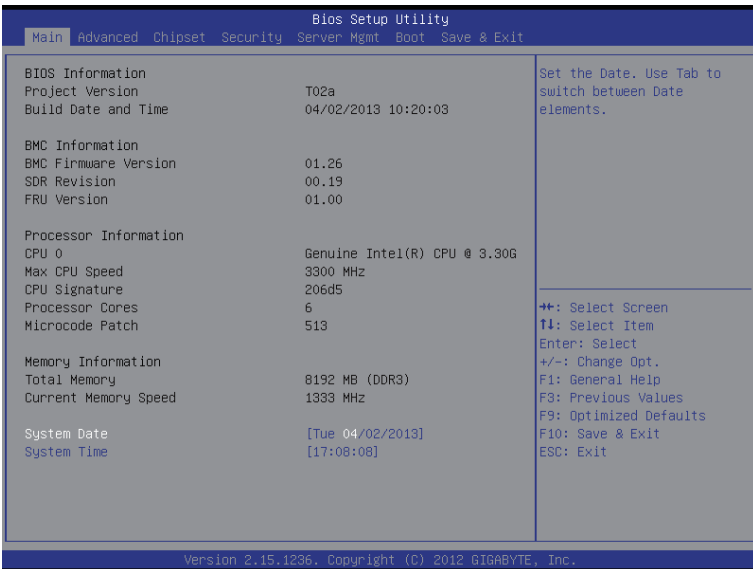 Bios Setup Utility
Main Advanced Chipset Security Server Mgmt Boot Save & Exit
BIOS Information
Project Version T02a
Build Date and Time 04/02/2013 10:20:03
BMC Information
BMC Firmware Version 01.26
SDR Revision 00.19
FRU Version 01.00
Processor Information
CPU 0 Genuine Intel(R) CPU @ 3.30G
Max CPU Speed 3300 MHz
CPU Signature 206d5
Processor Cores 6
Microcode Patch 513
Memory Information
Total Memory 8192 MB (DDR3)
Current Memory Speed 1333 MHz
System Date [Tue 04/02/2013]
System Time [17:08:08]
Set the Date. Use Tab to
switch between Date
elements.
→←: Select Screen
↑↓: Select Item
Enter: Select
+/-: Change Opt.
F1: General Help
F3: Previous Values
F9: Optimized Defaults
F10: Save & Exit
ESC: Exit
Version 2.15.1236. Copyright (C) 2012 GIGABYTE, Inc.